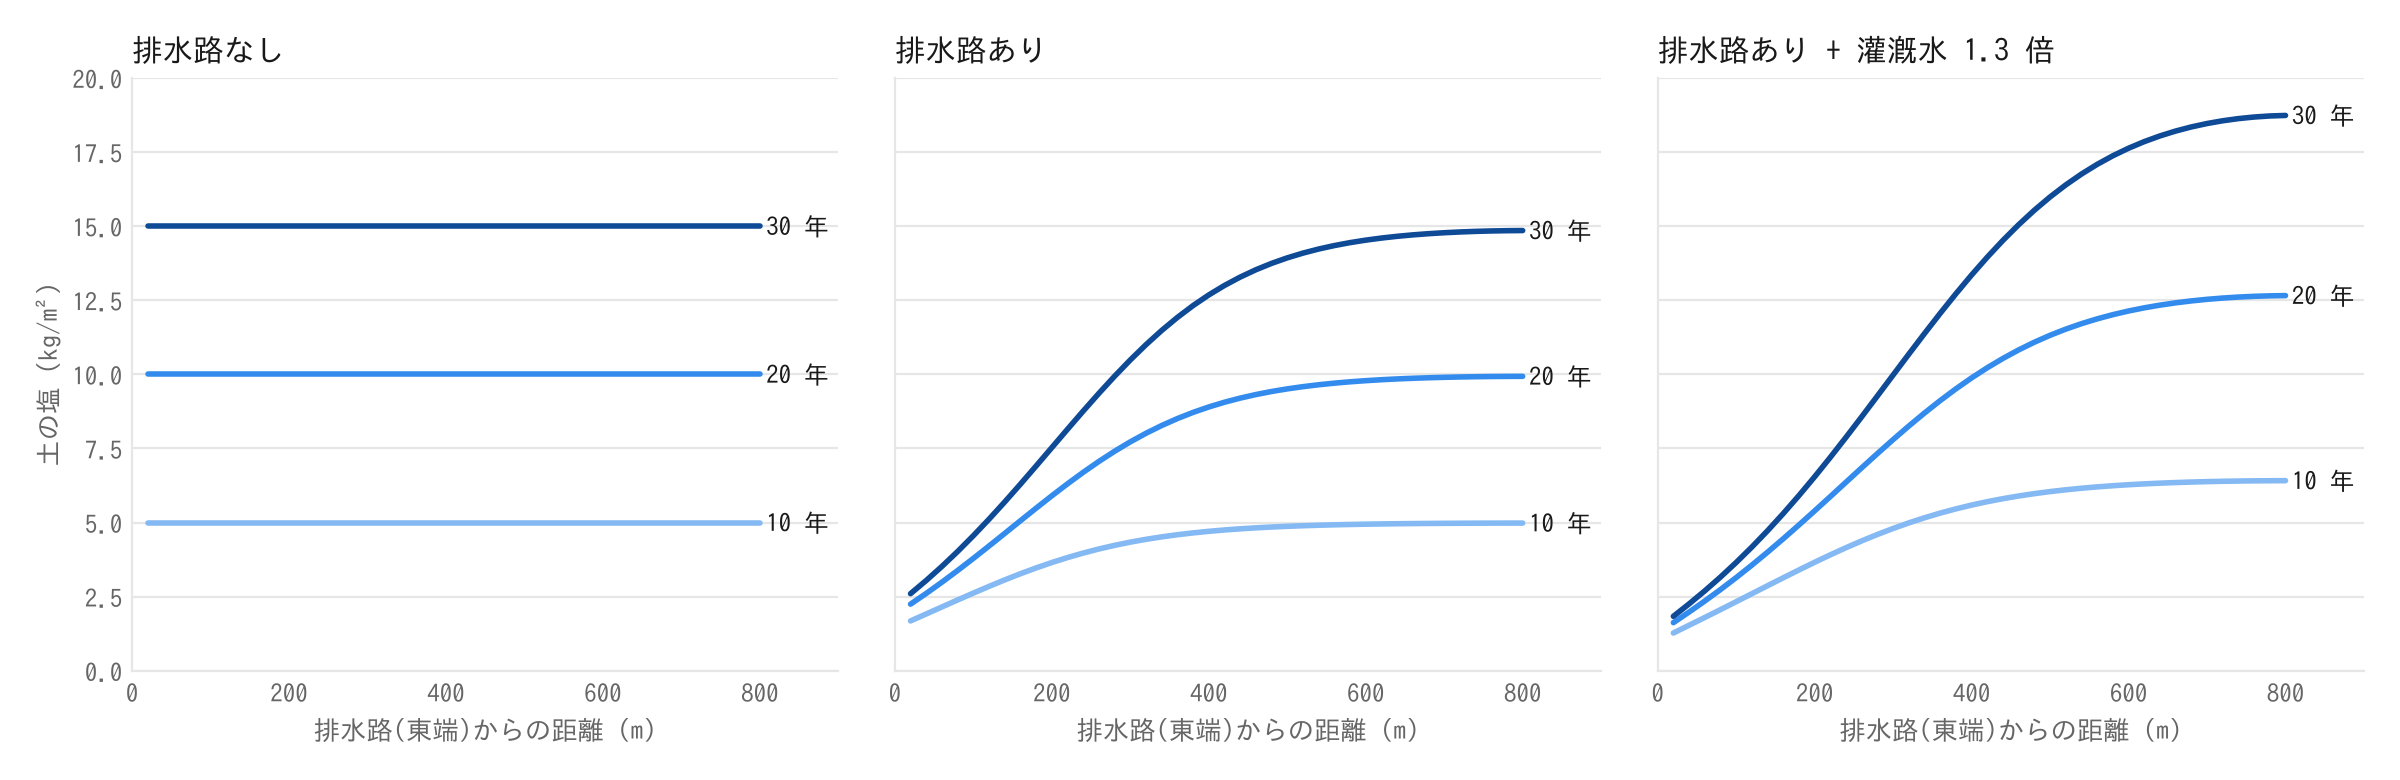 排水路なし
排水路あり
排水路あり + 灌漑水 1.3 倍
土の塩 (kg/m²)
20.0
17.5
15.0
12.5
10.0
7.5
5.0
2.5
0.0
30 年
20 年
10 年
30 年
20 年
10 年
30 年
20 年
10 年
0 200 400 600 800
0 200 400 600 800
0 200 400 600 800
排水路(東端)からの距離 (m)
排水路(東端)からの距離 (m)
排水路(東端)からの距離 (m)